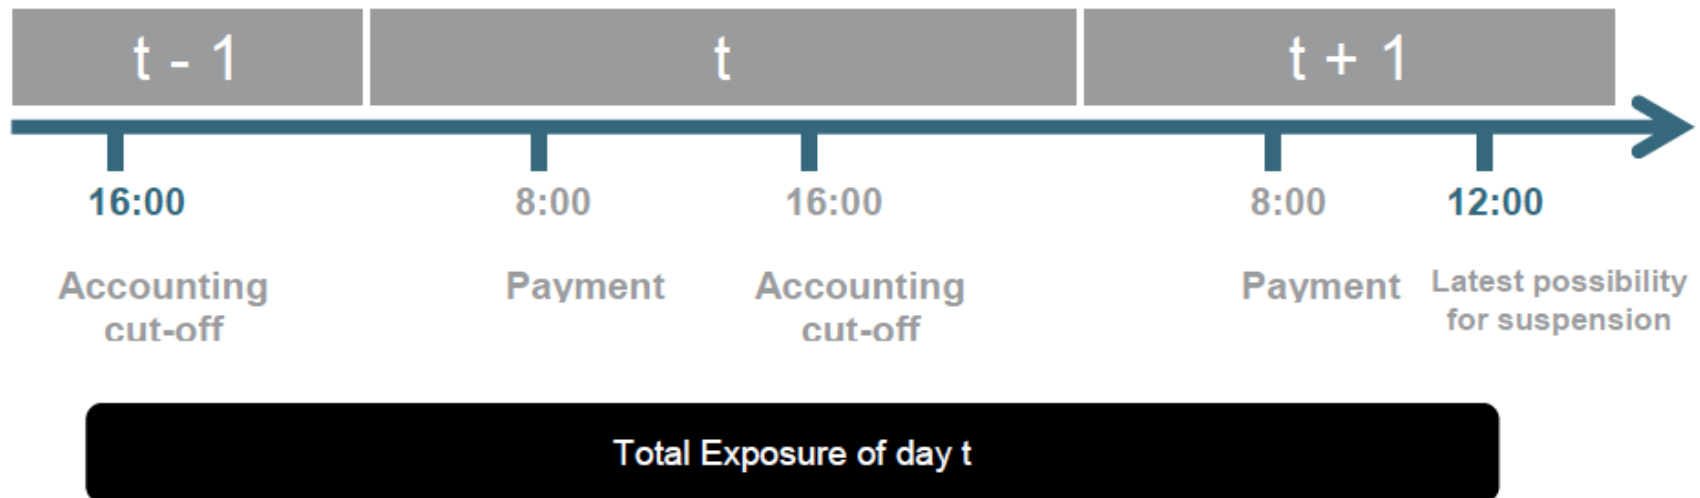 t - 1
t
t + 1
16:00
8:00
16:00
8:00
12:00
Accounting
cut-off
Payment
Accounting
cut-off
Payment
Latest possibility
for suspension
Total Exposure of day t